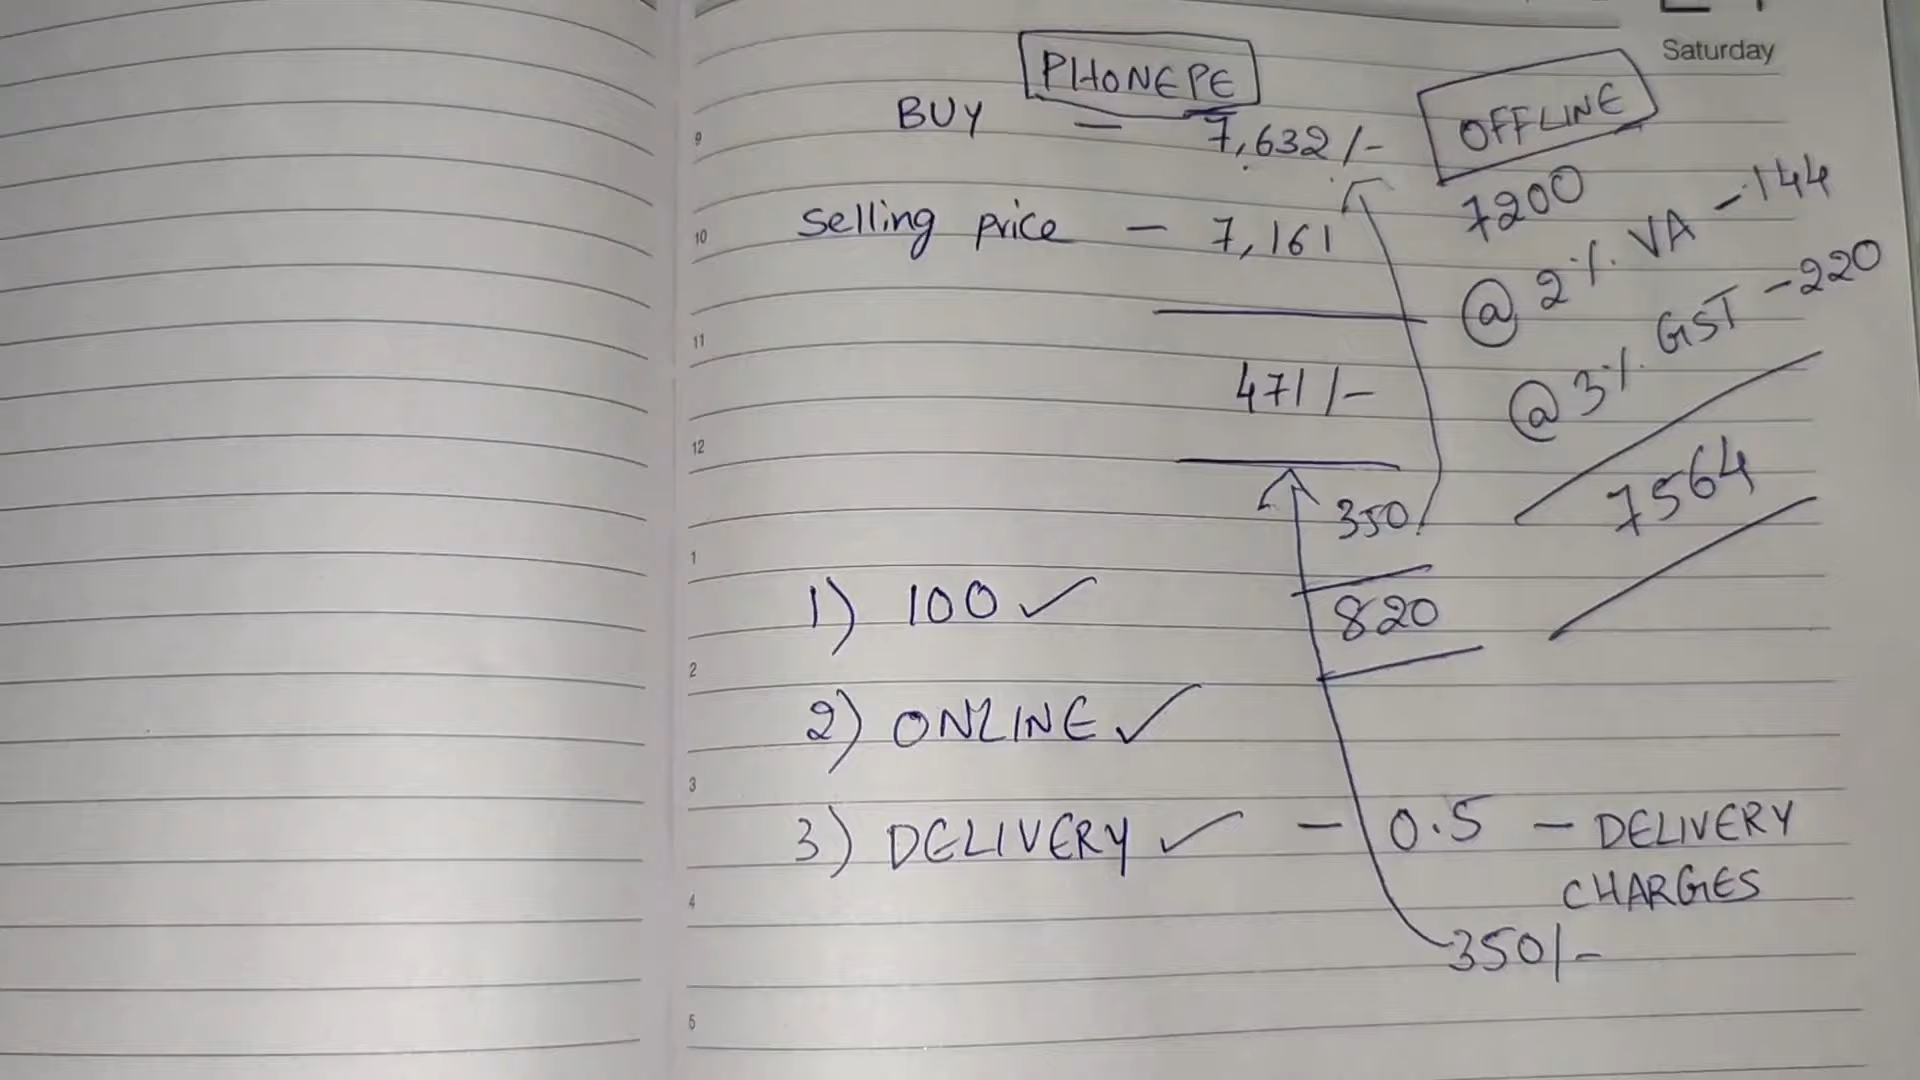 Saturday
PHONEPE
OFFLINE
BUY = 7,632/-
7200
selling price - 7,161
@ 2% VA - 144
@ 3% GST - 220
471/-
7564
350
1) 100 ✓
820
2) ONLINE ✓
3) DELIVERY ✓ - 0.5 - DELIVERY
CHARGES
350/-
9
10
11
12
1
2
3
4
5